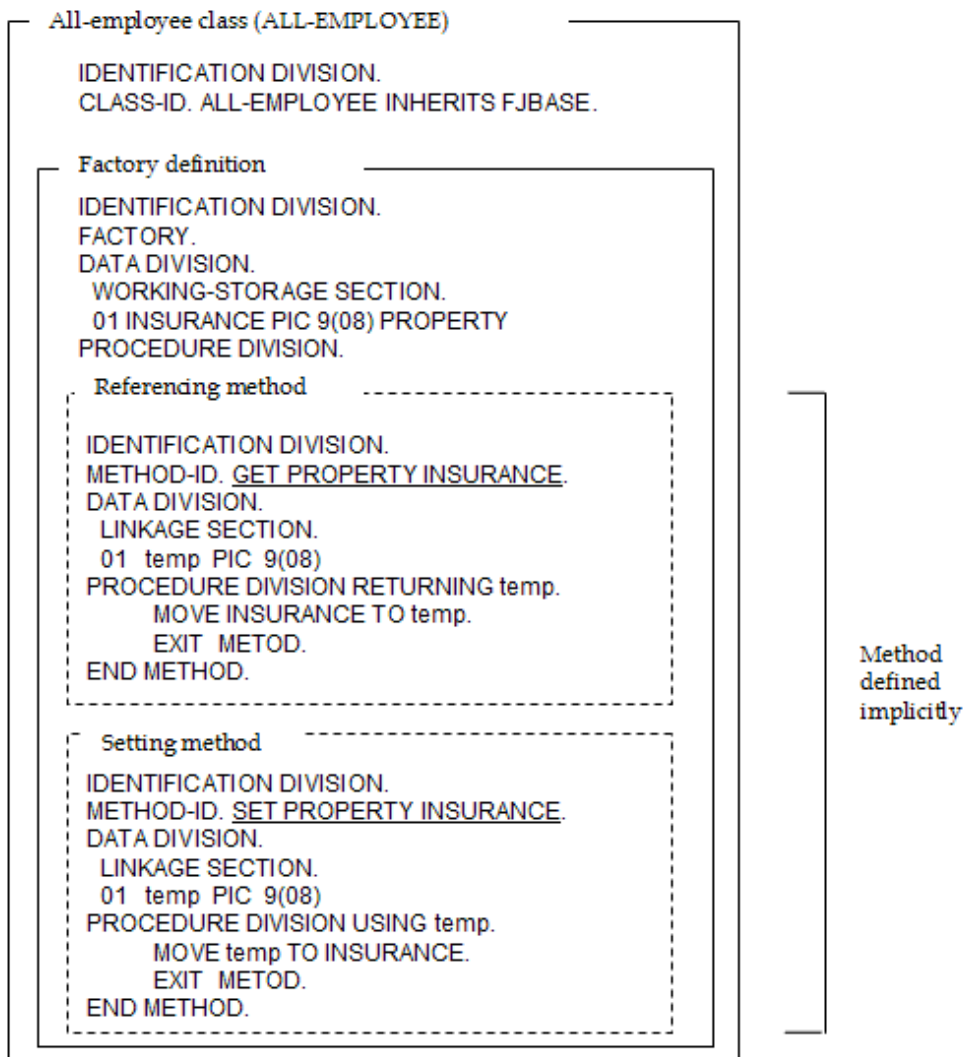 All-employee class (ALL-EMPLOYEE)
IDENTIFICATION DIVISION.
CLASS-ID. ALL-EMPLOYEE INHERITS FJBASE.
Factory definition
IDENTIFICATION DIVISION.
FACTORY.
DATA DIVISION.
WORKING-STORAGE SECTION.
01 INSURANCE PIC 9(08) PROPERTY
PROCEDURE DIVISION.
Referencing method
IDENTIFICATION DIVISION.
METHOD-ID. GET PROPERTY INSURANCE.
DATA DIVISION.
LINKAGE SECTION.
01 temp PIC 9(08)
PROCEDURE DIVISION RETURNING temp.
MOVE INSURANCE TO temp.
EXIT METOD.
END METHOD.
Method
defined
implicitly
Setting method
IDENTIFICATION DIVISION.
METHOD-ID. SET PROPERTY INSURANCE.
DATA DIVISION.
LINKAGE SECTION.
01 temp PIC 9(08)
PROCEDURE DIVISION USING temp.
MOVE temp TO INSURANCE.
EXIT METOD.
END METHOD.